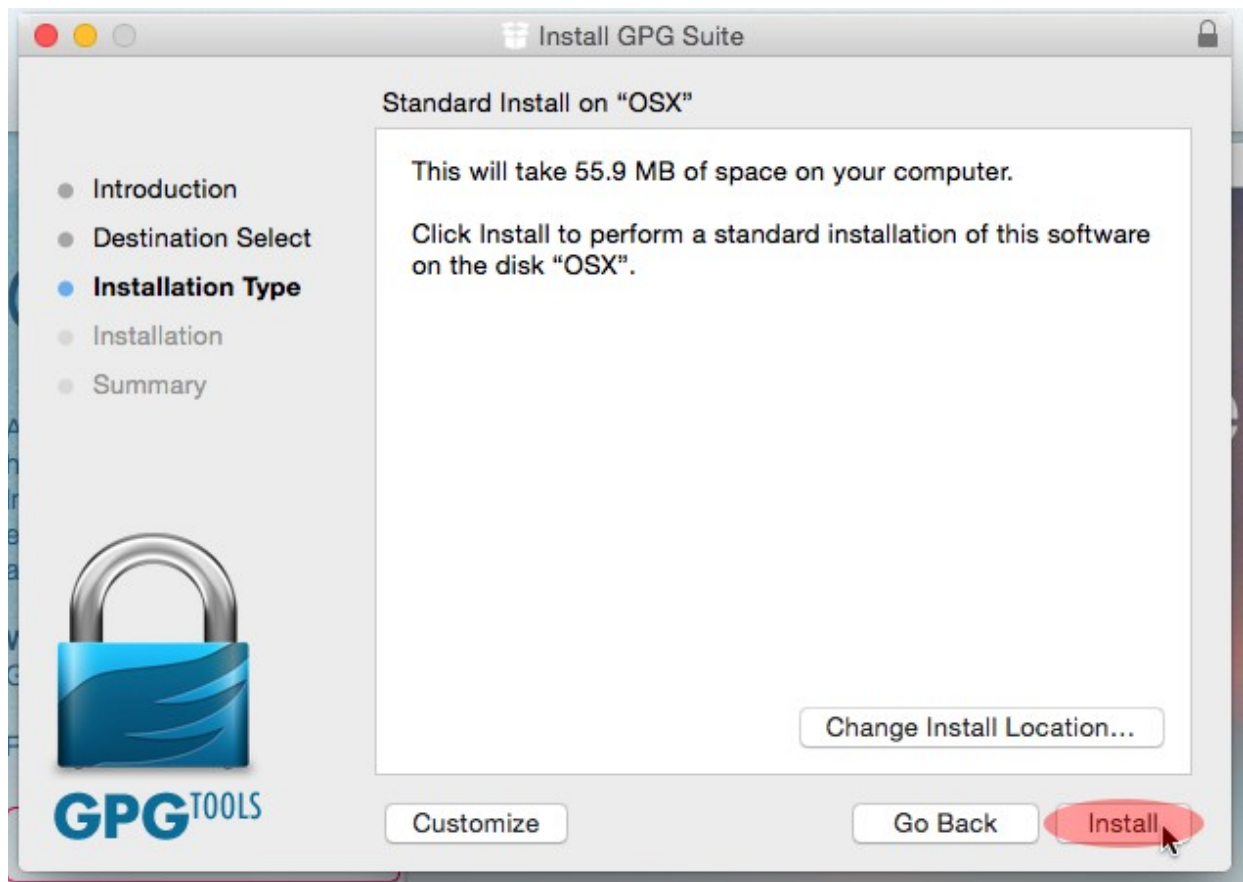 Install GPG Suite
Standard Install on “OSX”
Introduction
Destination Select
Installation Type
Installation
Summary
This will take 55.9 MB of space on your computer.
Click Install to perform a standard installation of this software
on the disk “OSX”.
Change Install Location...
GPGTOOLS
Customize
Go Back
Install